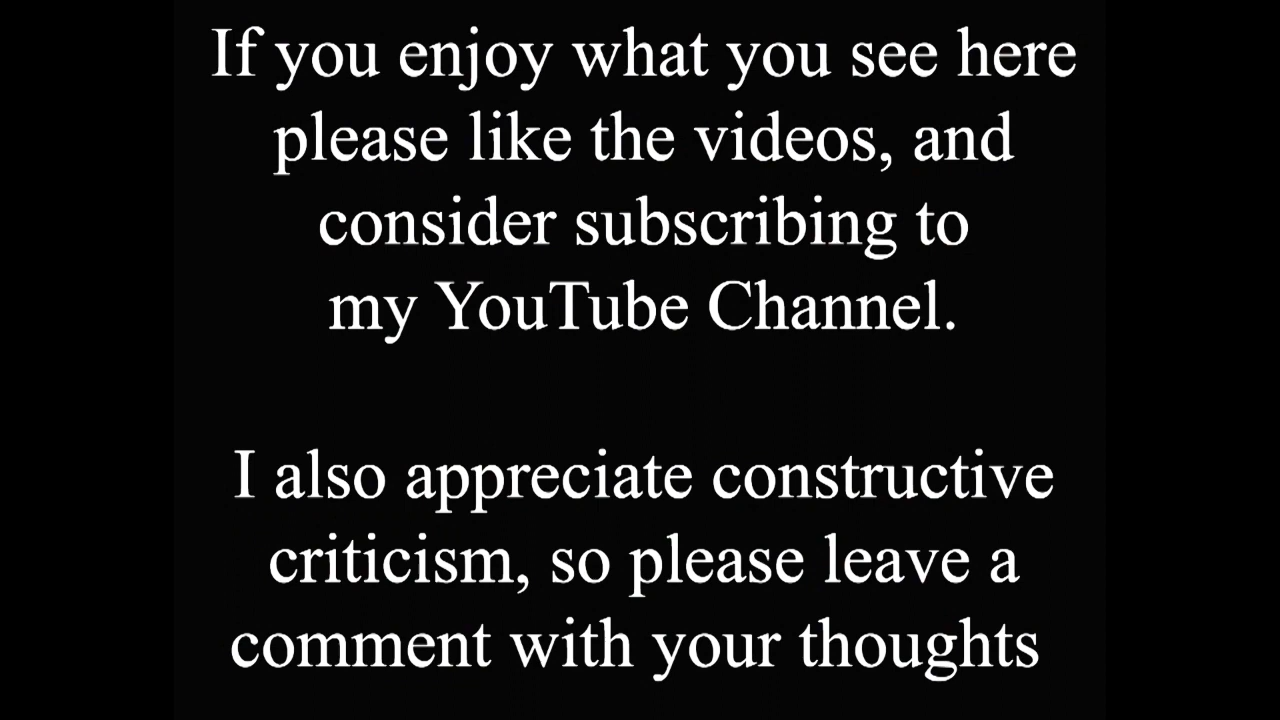 If you enjoy what you see here
please like the videos, and
consider subscribing to
my YouTube Channel.
I also appreciate constructive
criticism, so please leave a
comment with your thoughts